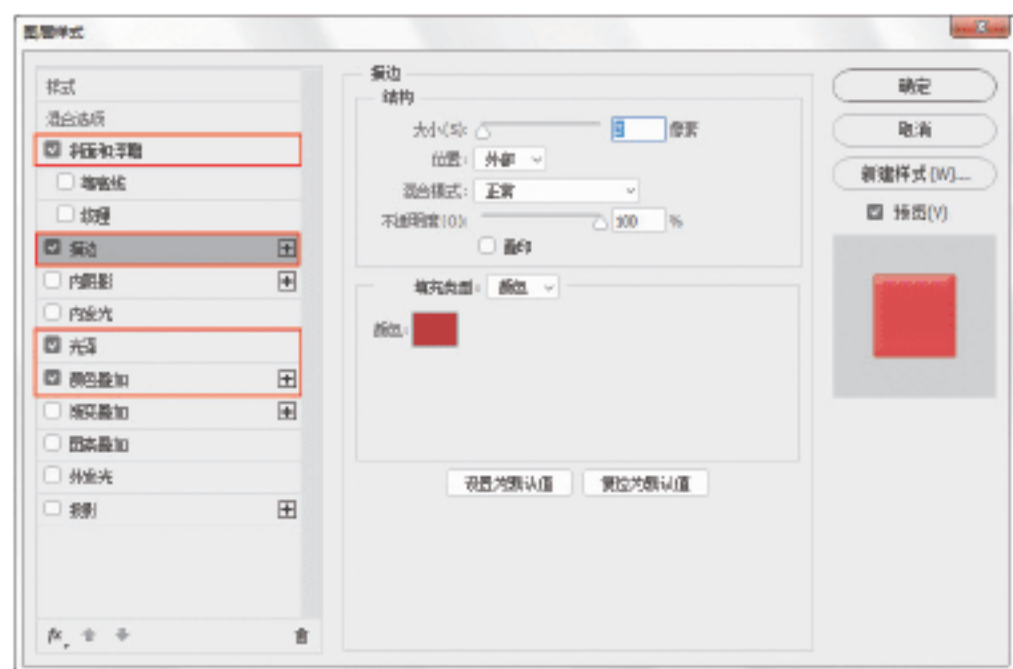 图层样式
样式
混合选项
斜面和浮雕
等高线
纹理
描边
内阴影
内发光
光泽
颜色叠加
渐变叠加
图案叠加
外发光
投影
fx
描边
结构
大小(S):
像素
位置: 外部
混合模式: 正常
不透明度(O): 100 %
叠印
填充类型: 颜色
颜色:
设置为默认值 复位为默认值
确定
取消
新建样式(W)...
预览(V)